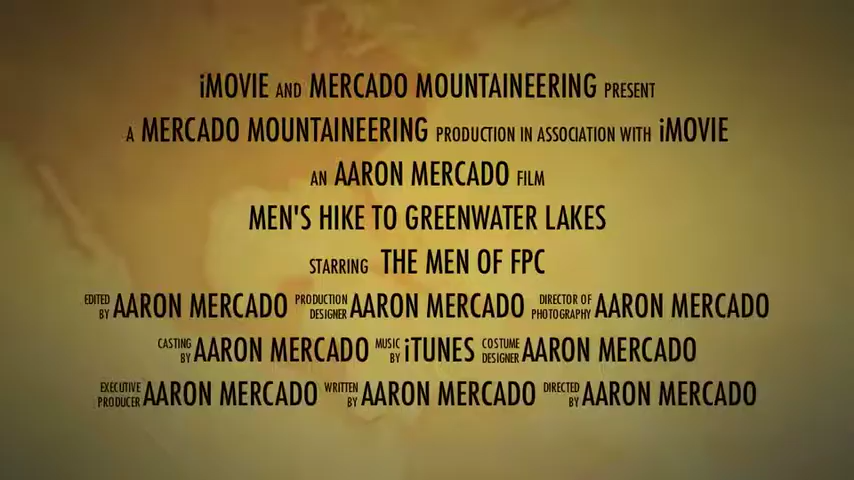 iMOVIE AND MERCADO MOUNTAINEERING PRESENT
A MERCADO MOUNTAINEERING PRODUCTION IN ASSOCIATION WITH iMOVIE
AN AARON MERCADO FILM
MEN'S HIKE TO GREENWATER LAKES
STARRING THE MEN OF FPC
EDITED BY AARON MERCADO PRODUCTION DESIGNER AARON MERCADO DIRECTOR OF PHOTOGRAPHY AARON MERCADO
CASTING BY AARON MERCADO MUSIC BY iTUNES COSTUME DESIGNER AARON MERCADO
EXECUTIVE PRODUCER AARON MERCADO WRITTEN BY AARON MERCADO DIRECTED BY AARON MERCADO